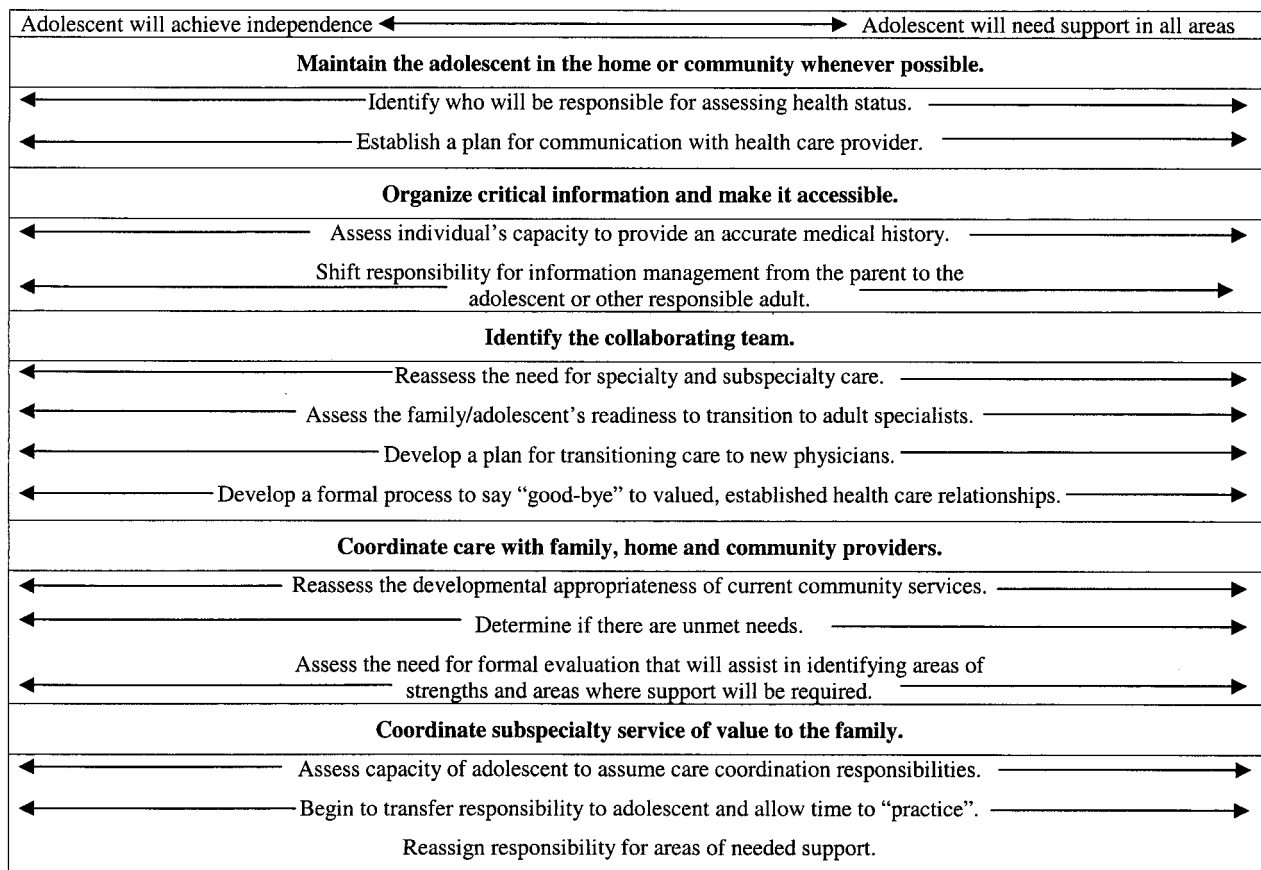 Adolescent will achieve independence Adolescent will need support in all areas
Maintain the adolescent in the home or community whenever possible.
Identify who will be responsible for assessing health status.
Establish a plan for communication with health care provider.
Organize critical information and make it accessible.
Assess individual's capacity to provide an accurate medical history.
Shift responsibility for information management from the parent to the
adolescent or other responsible adult.
Identify the collaborating team.
Reassess the need for specialty and subspecialty care.
Assess the family/adolescent's readiness to transition to adult specialists.
Develop a plan for transitioning care to new physicians.
Develop a formal process to say “good-bye” to valued, established health care relationships.
Coordinate care with family, home and community providers.
Reassess the developmental appropriateness of current community services.
Determine if there are unmet needs.
Assess the need for formal evaluation that will assist in identifying areas of
strengths and areas where support will be required.
Coordinate subspecialty service of value to the family.
Assess capacity of adolescent to assume care coordination responsibilities.
Begin to transfer responsibility to adolescent and allow time to “practice”.
Reassign responsibility for areas of needed support.